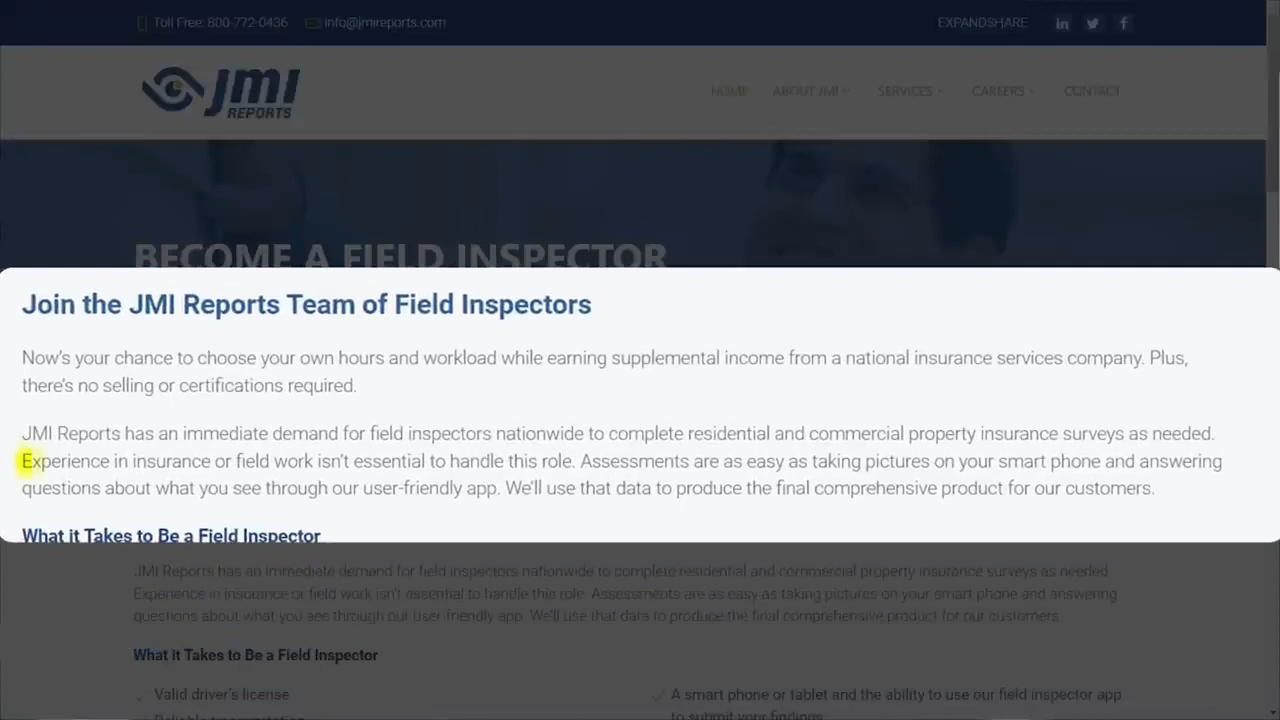 Toll Free: 800-772-0436 info@jmireports.com EXPANDSHARE
JMI
REPORTS
HOME ABOUT JMI SERVICES CAREERS CONTACT
BECOME A FIELD INSPECTOR
Join the JMI Reports Team of Field Inspectors
Now's your chance to choose your own hours and workload while earning supplemental income from a national insurance services company. Plus,
there's no selling or certifications required.
JMI Reports has an immediate demand for field inspectors nationwide to complete residential and commercial property insurance surveys as needed.
Experience in insurance or field work isn't essential to handle this role. Assessments are as easy as taking pictures on your smart phone and answering
questions about what you see through our user-friendly app. We'll use that data to produce the final comprehensive product for our customers.
What it Takes to Be a Field Inspector
JMI Reports has an immediate demand for field inspectors nationwide to complete residential and commercial property insurance surveys as needed.
Experience in insurance or field work isn't essential to handle this role. Assessments are as easy as taking pictures on your smart phone and answering
questions about what you see through our user-friendly app. We'll use that data to produce the final comprehensive product for our customers.
What it Takes to Be a Field Inspector
Valid driver's license
A smart phone or tablet and the ability to use our field inspector app
Reliable transportation
to submit your findings